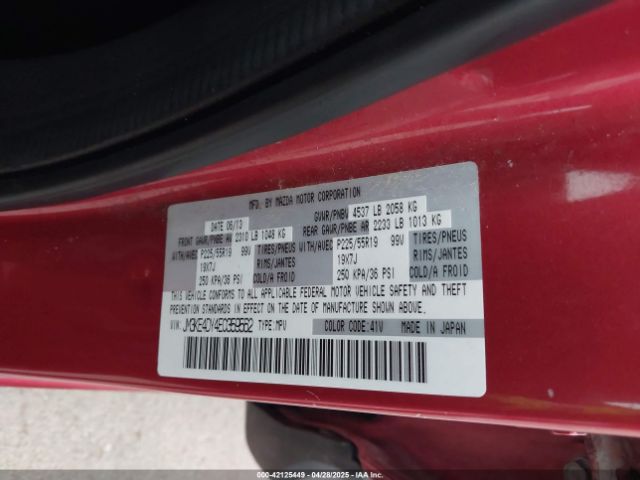 MFD. BY MAZDA MOTOR CORPORATION
DATE 06/13 GVWR/PNBV 4537 LB 2058 KG
FRONT GAWR/PNBE AV 2310 LB 1048 KG REAR GAWR/PNBE AR 2233 LB 1013 KG
WITH/AVEC P225/55R19 99V TIRES/PNEUS WITH/AVEC P225/55R19 99V TIRES/PNEUS
19X7J RIMS/JANTES 19X7J RIMS/JANTES
250 KPA/36 PSI COLD/A FROID 250 KPA/36 PSI COLD/A FROID
THIS VEHICLE CONFORMS TO ALL APPLICABLE FEDERAL MOTOR VEHICLE SAFETY AND THEFT
PREVENTION STANDARDS IN EFFECT ON THE DATE OF MANUFACTURE SHOWN ABOVE.
VIN: JM3KE4DY4E0359562 TYPE: MPV COLOR CODE: 41V MADE IN JAPAN
000-42125449 (04/28/2025) IAA Inc.